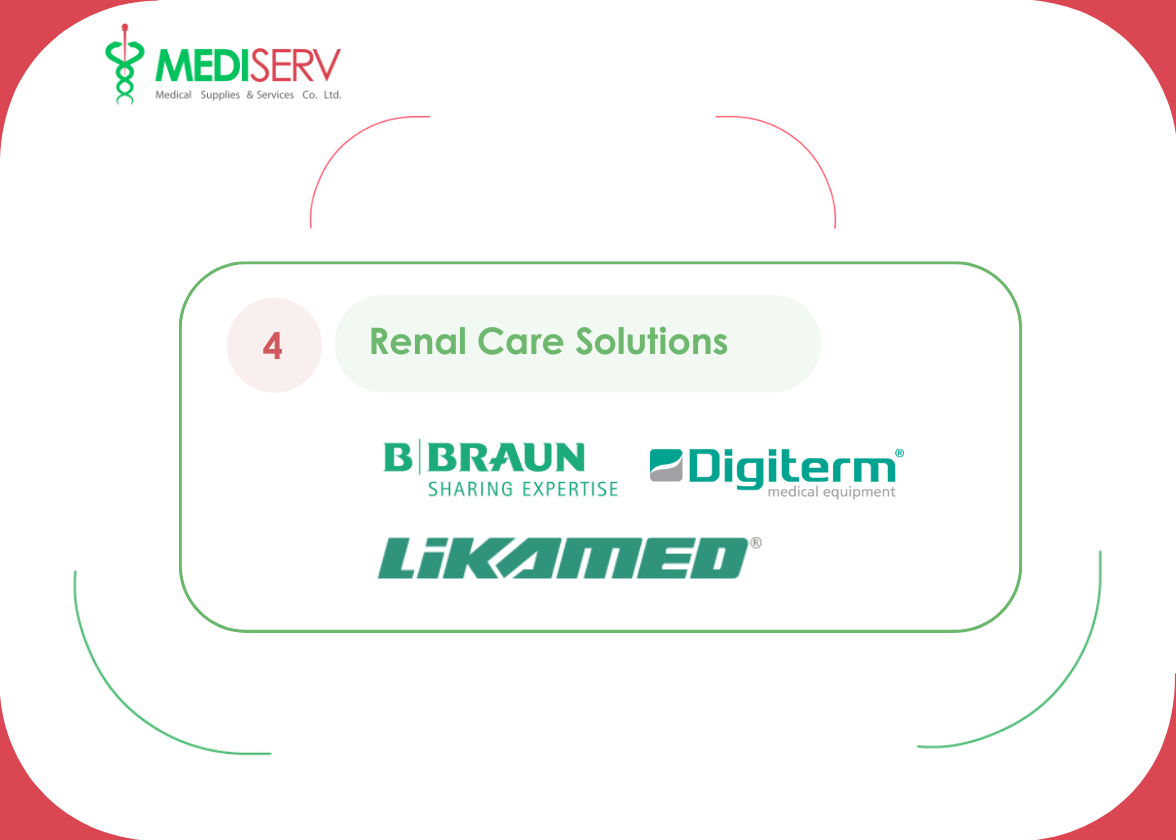 MEDISERV
Medical Supplies & Services Co. Ltd.
4
Renal Care Solutions
B|BRAUN
SHARING EXPERTISE
Digiterm®
medical equipment
LiKAMED®